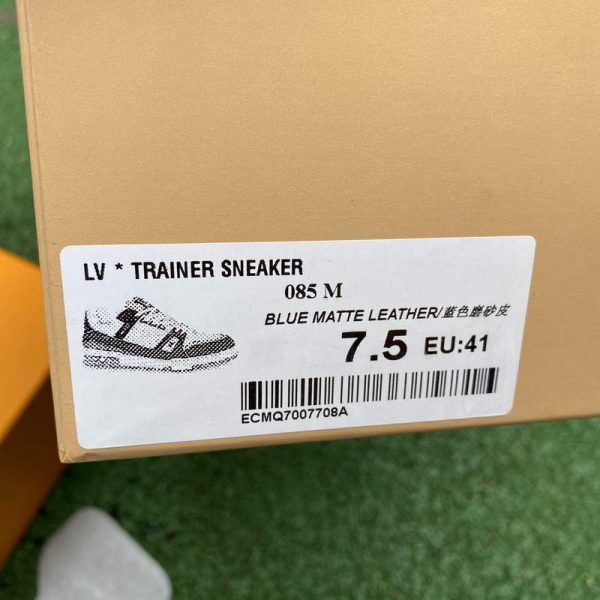 LV * TRAINER SNEAKER
085 M
BLUE MATTE LEATHER/藍色磨砂皮
7.5 EU:41
ECMQ7007708A